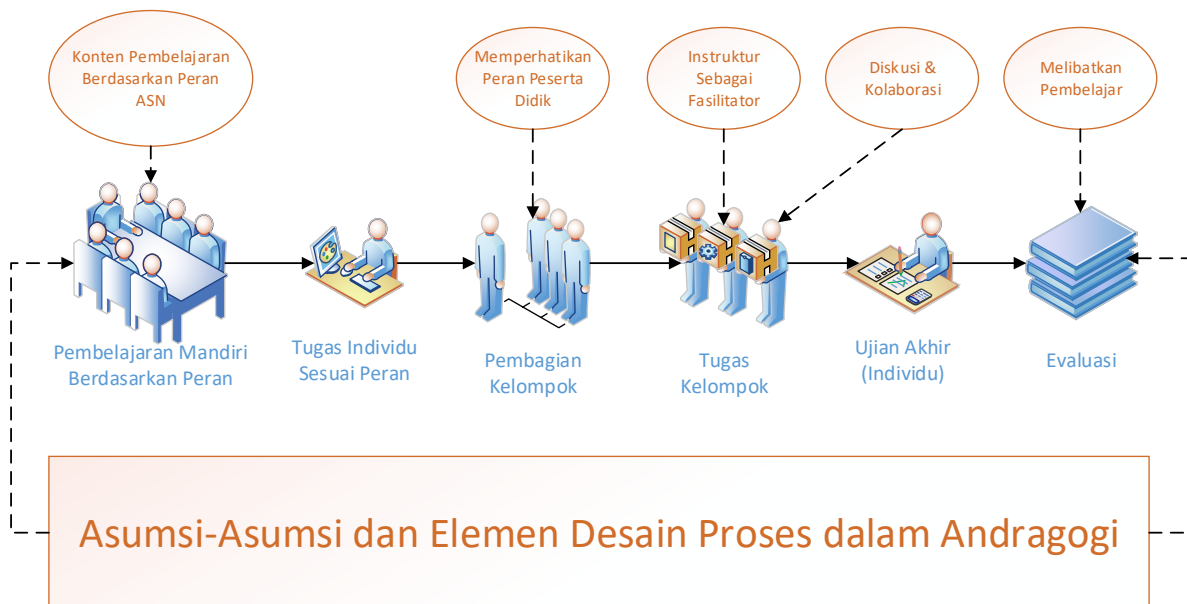 Konten Pembelajaran
Berdasarkan Peran
ASN
Memperhatikan
Peran Peserta
Didik
Instruktur
Sebagai
Fasilitator
Diskusi &
Kolaborasi
Melibatkan
Pembelajar
Pembelajaran Mandiri
Berdasarkan Peran
Tugas Individu
Sesuai Peran
Pembagian
Kelompok
Tugas
Kelompok
Ujian Akhir
(Individu)
Evaluasi
Asumsi-Asumsi dan Elemen Desain Proses dalam Andragogi